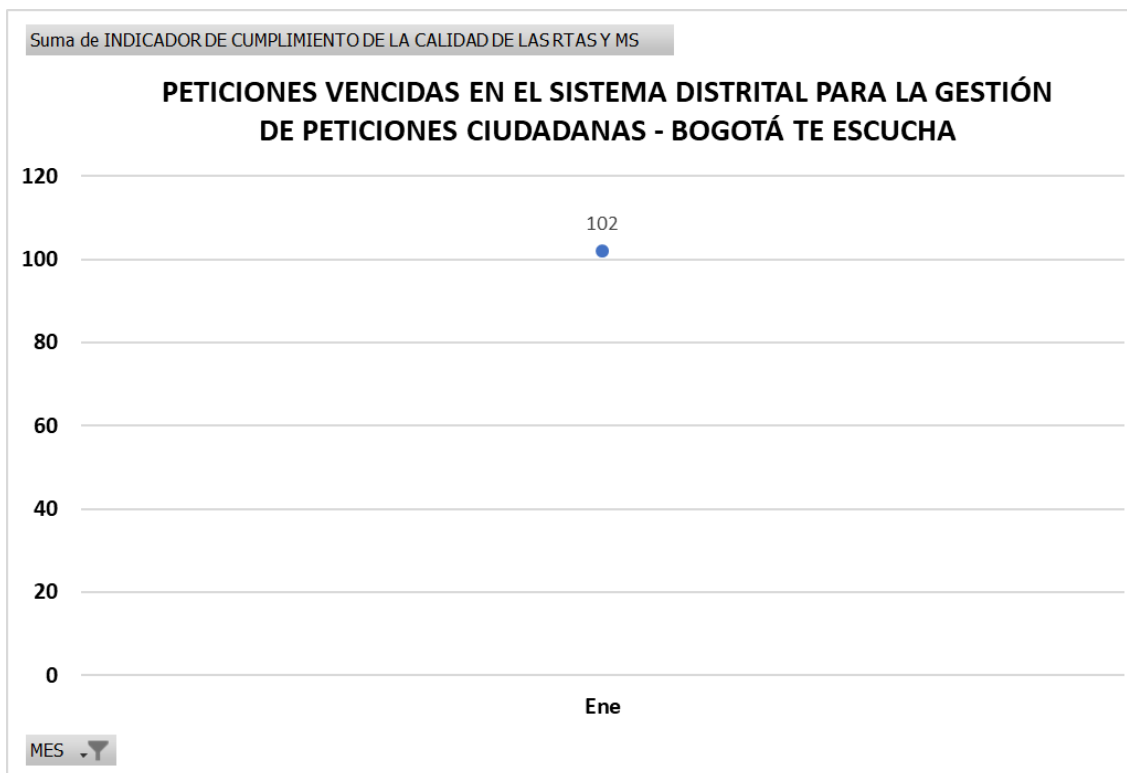 Suma de INDICADOR DE CUMPLIMIENTO DE LA CALIDAD DE LAS RTAS Y MS
PETICIONES VENCIDAS EN EL SISTEMA DISTRITAL PARA LA GESTIÓN
DE PETICIONES CIUDADANAS - BOGOTÁ TE ESCUCHA
120
102
100
80
60
40
20
0
Ene
MES